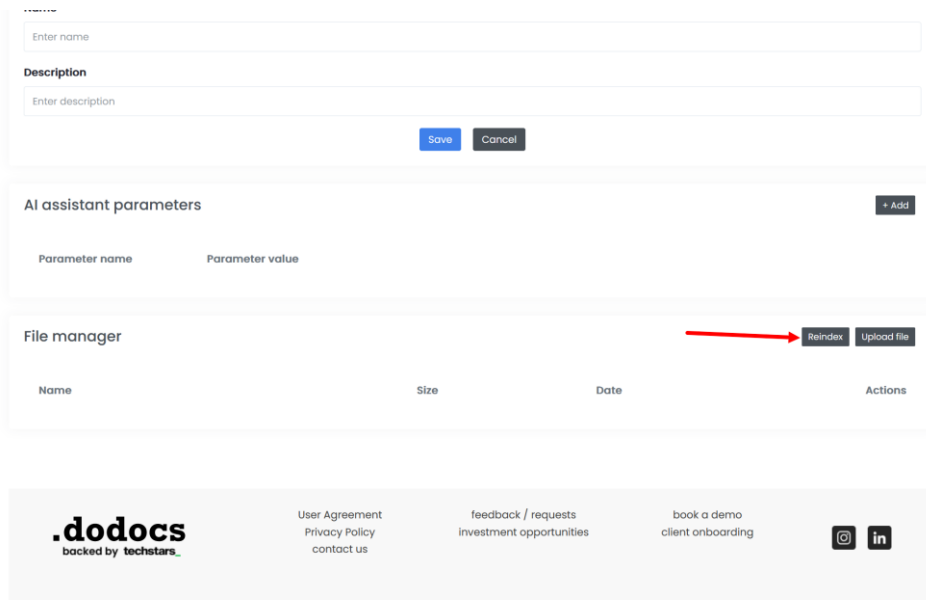 Enter name
Description
Enter description
Save Cancel
AI assistant parameters
+ Add
Parameter name Parameter value
File manager
Reindex Upload file
Name Size Date Actions
.dodocs
backed by techstars_
User Agreement
Privacy Policy
contact us
feedback / requests
investment opportunities
book a demo
client onboarding
in